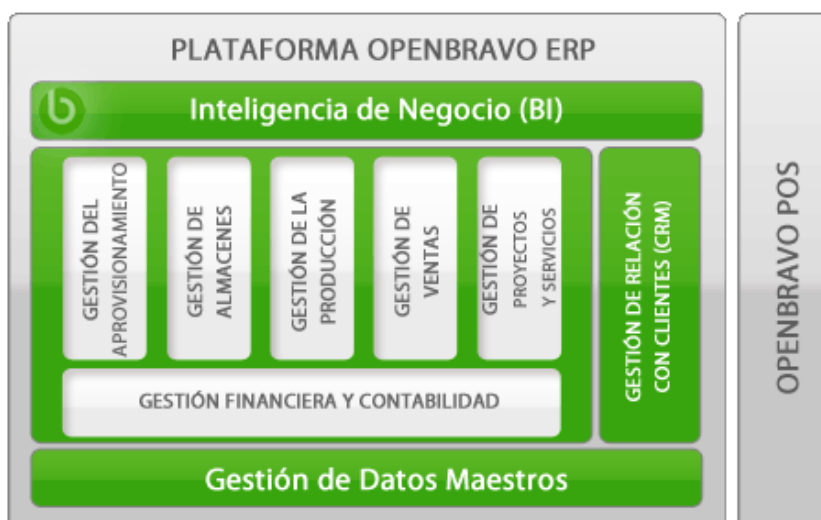 PLATAFORMA OPENBRAVO ERP
Inteligencia de Negocio (BI)
GESTIÓN DEL
APROVISIONAMIENTO
GESTIÓN DE
ALMACENES
GESTIÓN DE LA
PRODUCCIÓN
GESTIÓN DE
VENTAS
GESTIÓN DE
PROYECTOS
Y SERVICIOS
GESTIÓN DE RELACIÓN
CON CLIENTES (CRM)
GESTIÓN FINANCIERA Y CONTABILIDAD
Gestión de Datos Maestros
OPENBRAVO POS